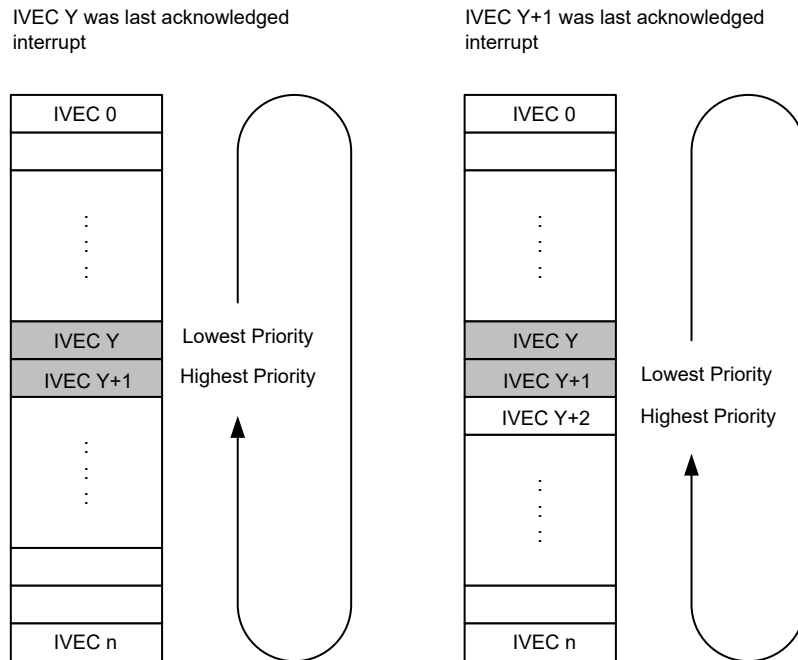 IVEC Y was last acknowledged
interrupt
IVEC 0
:
:
:
IVEC Y
Lowest Priority
IVEC Y+1
Highest Priority
:
:
:
IVEC n
IVEC Y+1 was last acknowledged
interrupt
IVEC 0
:
:
:
IVEC Y
IVEC Y+1
Lowest Priority
IVEC Y+2
Highest Priority
:
:
:
IVEC n